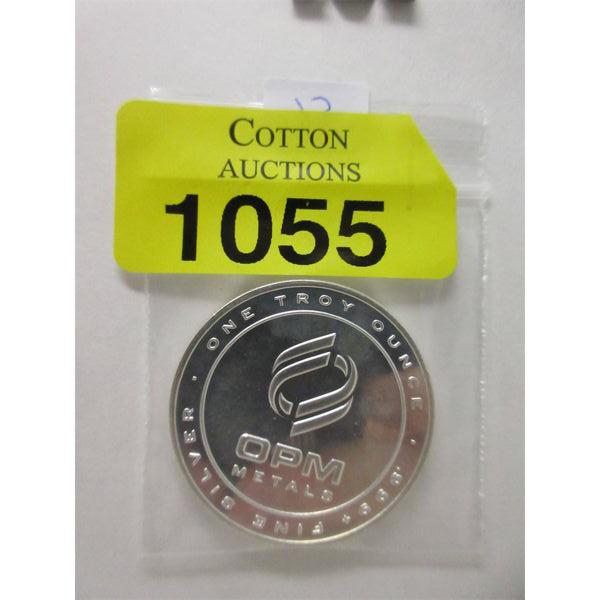 COTTON
AUCTIONS
1055
· ONE TROY OUNCE ·
.999+ FINE SILVER
OPM
METALS